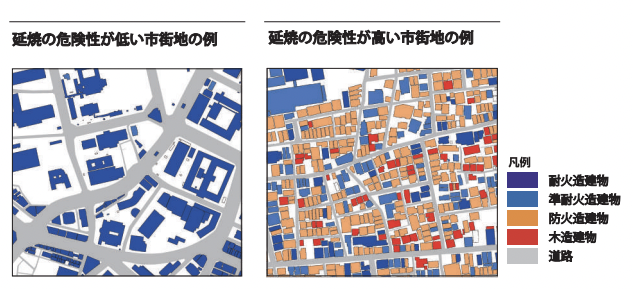 延焼の危険性が低い市街地の例
延焼の危険性が高い市街地の例
凡例
耐火造建物
準耐火造建物
防火造建物
木造建物
道路